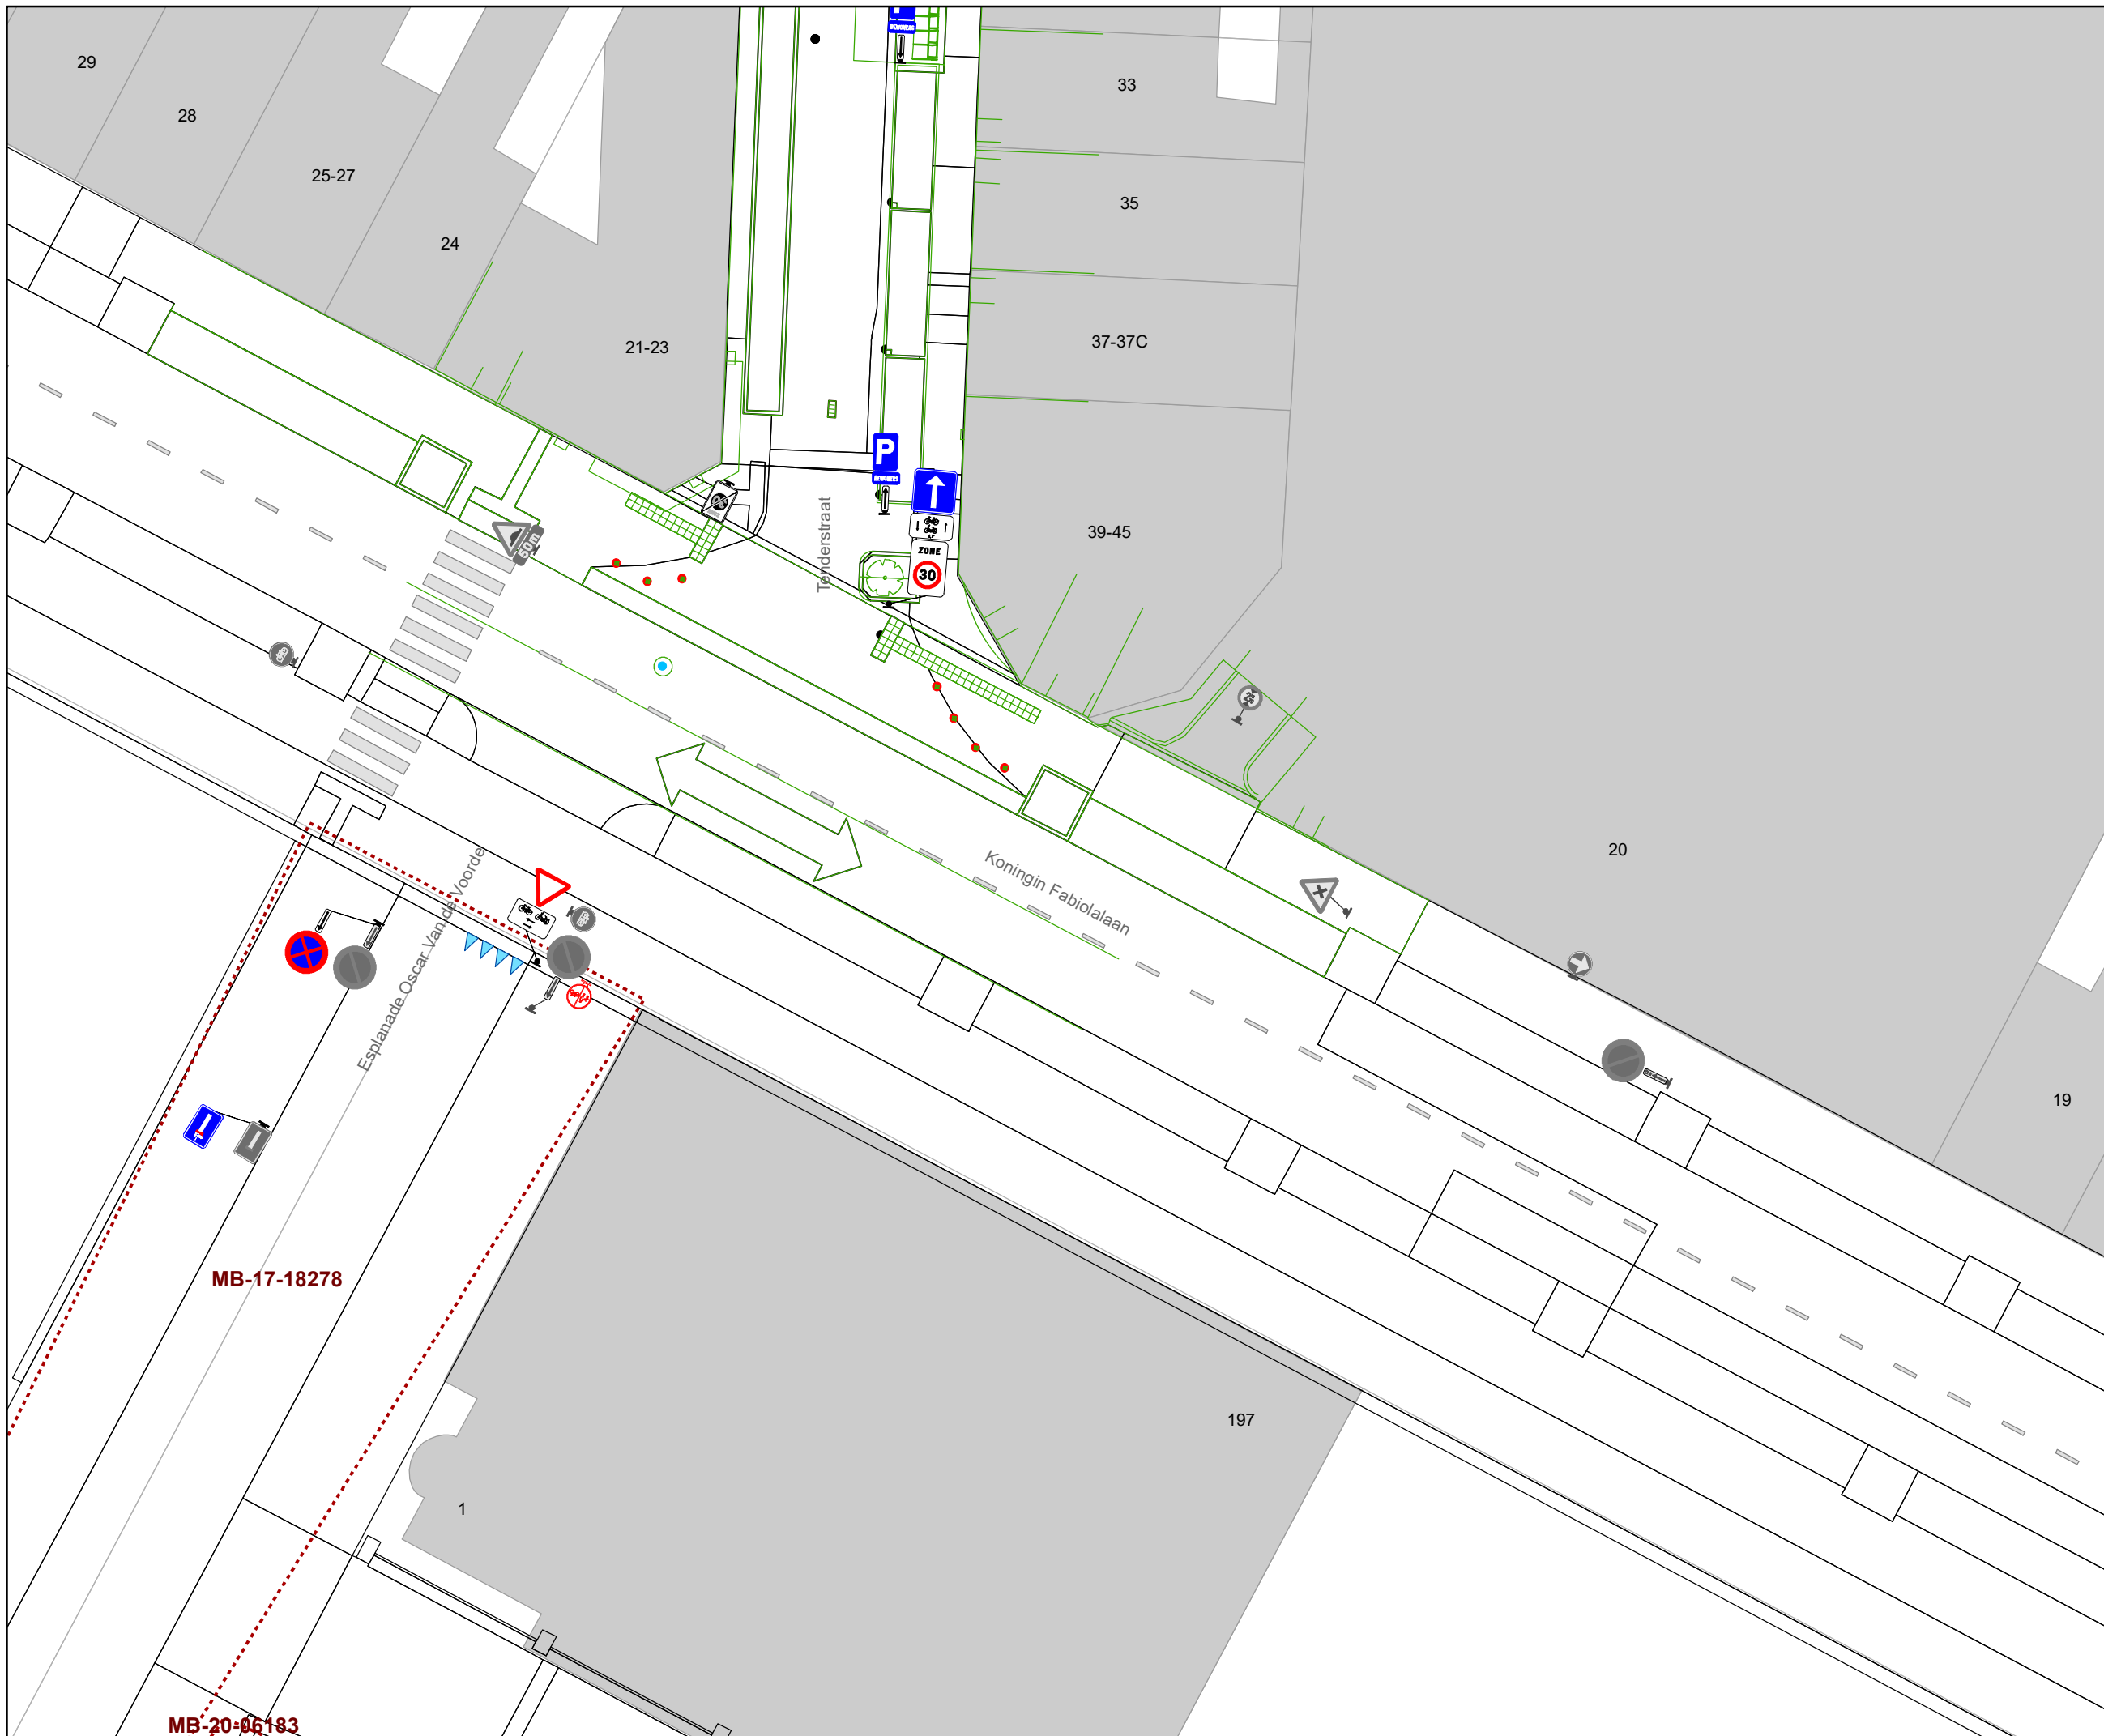 29
33
28
25-27
35
24
37-37C
21-23
P
Tenderstraat
39-45
ZONE
30
50m
20
Koningin Fabiolalaan
Esplanade Oscar Van de Voorde
19
MB-17-18278
197
1
MB-20-06183